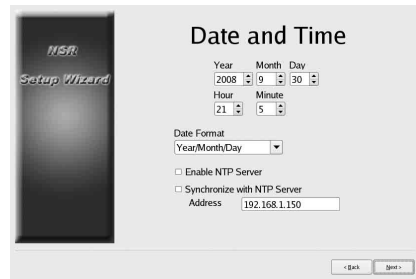 NSR
Setup Wizard
Date and Time
Year Month Day
2008 9 30
Hour Minute
21 5
Date Format
Year/Month/Day
Enable NTP Server
Synchronize with NTP Server
Address 192.168.1.150
< Back Next >